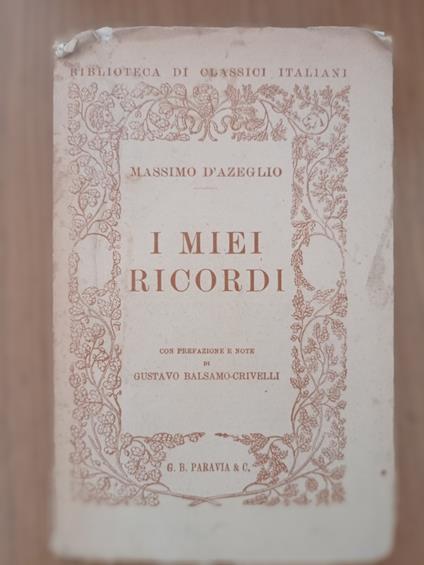 BIBLIOTECA DI CLASSICI ITALIANI
MASSIMO D'AZEGLIO
I MIEI
RICORDI
CON PREFAZIONE E NOTE
DI
GUSTAVO BALSAMO-CRIVELLI
G. B. PARAVIA & C.